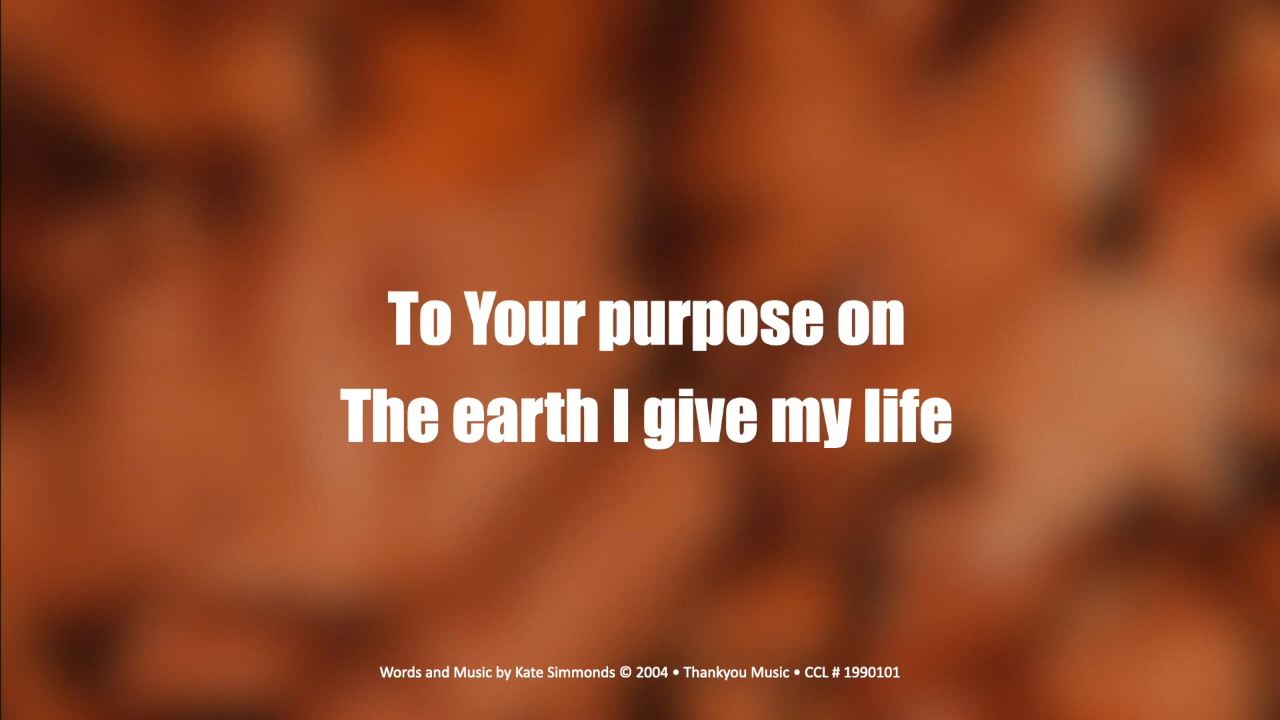 To Your purpose on
The earth I give my life
Words and Music by Kate Simmonds © 2004 • Thankyou Music • CCL # 1990101